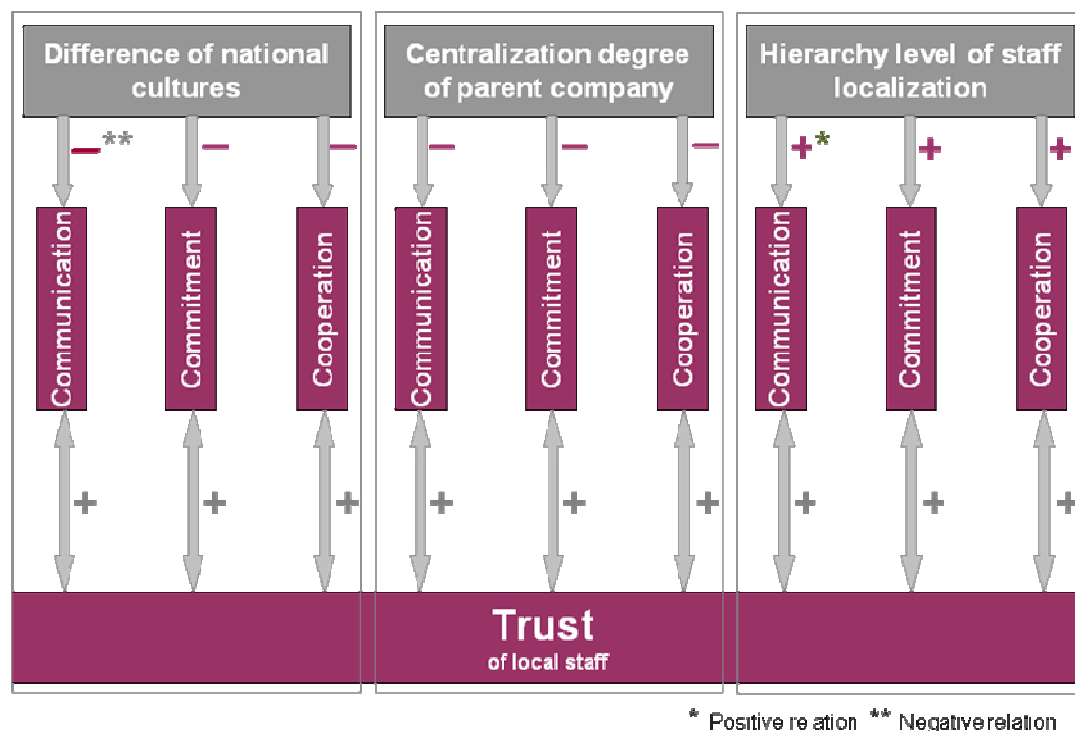 Difference of national
cultures
Centralization degree
of parent company
Hierarchy level of staff
localization
−**
−
−
−
−
−
+*
+
+
Communication
Commitment
Cooperation
Communication
Commitment
Cooperation
Communication
Commitment
Cooperation
+
+
+
+
+
+
+
+
+
Trust
of local staff
* Positive relation ** Negative relation